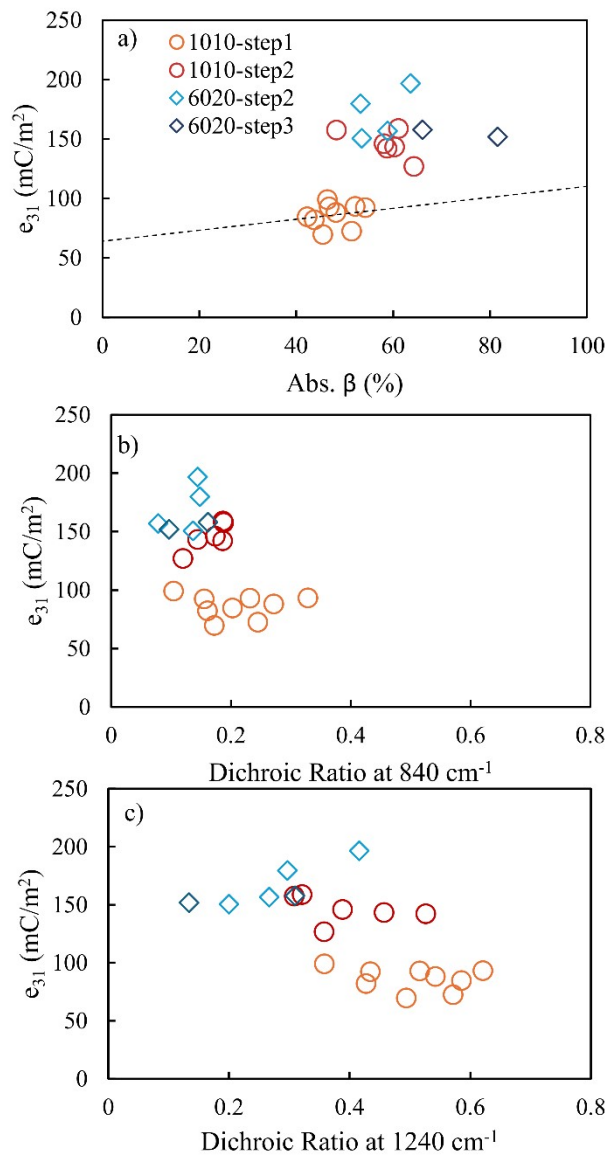 a)
1010-step1
1010-step2
6020-step2
6020-step3
250
200
150
100
50
0
e₃₁ (mC/m²)
0 20 40 60 80 100
Abs. β (%)
b)
250
200
150
100
50
0
e₃₁ (mC/m²)
0 0.2 0.4 0.6 0.8
Dichroic Ratio at 840 cm⁻¹
c)
250
200
150
100
50
0
e₃₁ (mC/m²)
0 0.2 0.4 0.6 0.8
Dichroic Ratio at 1240 cm⁻¹